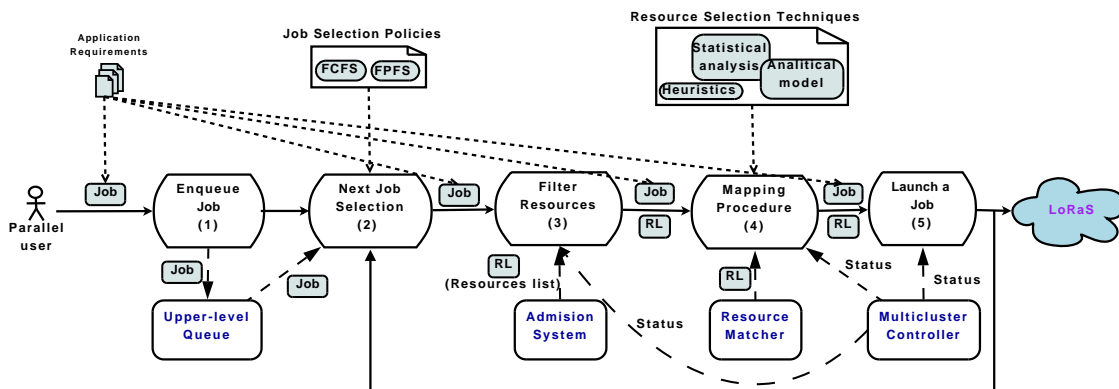 Resource Selection Techniques
Job Selection Policies
Application
Requirements
FCFS
FPFS
Statistical
analysis
Analitical
model
Heuristics
Job
Job
Job
Job
Parallel
user
Enqueue
Job
(1)
Next Job
Selection
(2)
Filter
Resources
(3)
RL
Mapping
Procedure
(4)
RL
Launch a
Job
(5)
LoRaS
Job
Job
RL
(Resources list)
RL
Status
Status
Status
Upper-level
Queue
Admision
System
Resource
Matcher
Multicluster
Controller